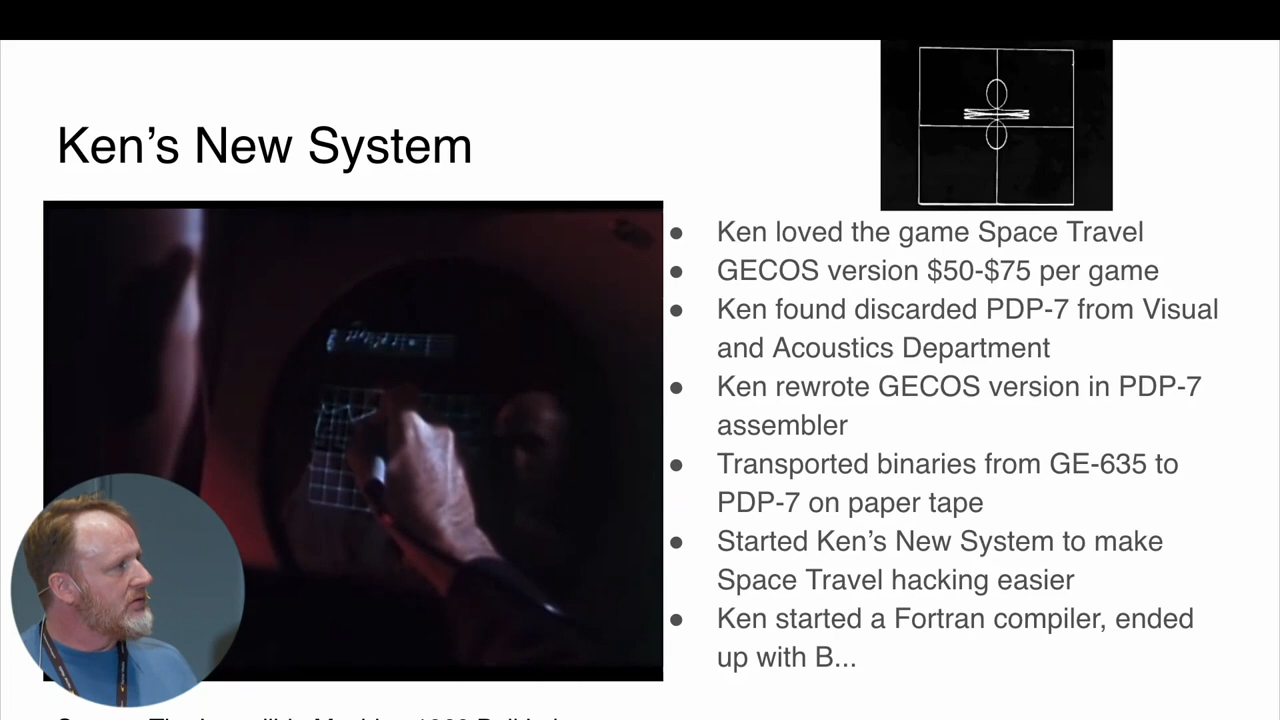 Ken's New System
● Ken loved the game Space Travel
● GECOS version $50-$75 per game
● Ken found discarded PDP-7 from Visual
and Acoustics Department
● Ken rewrote GECOS version in PDP-7
assembler
● Transported binaries from GE-635 to
PDP-7 on paper tape
● Started Ken's New System to make
Space Travel hacking easier
● Ken started a Fortran compiler, ended
up with B...